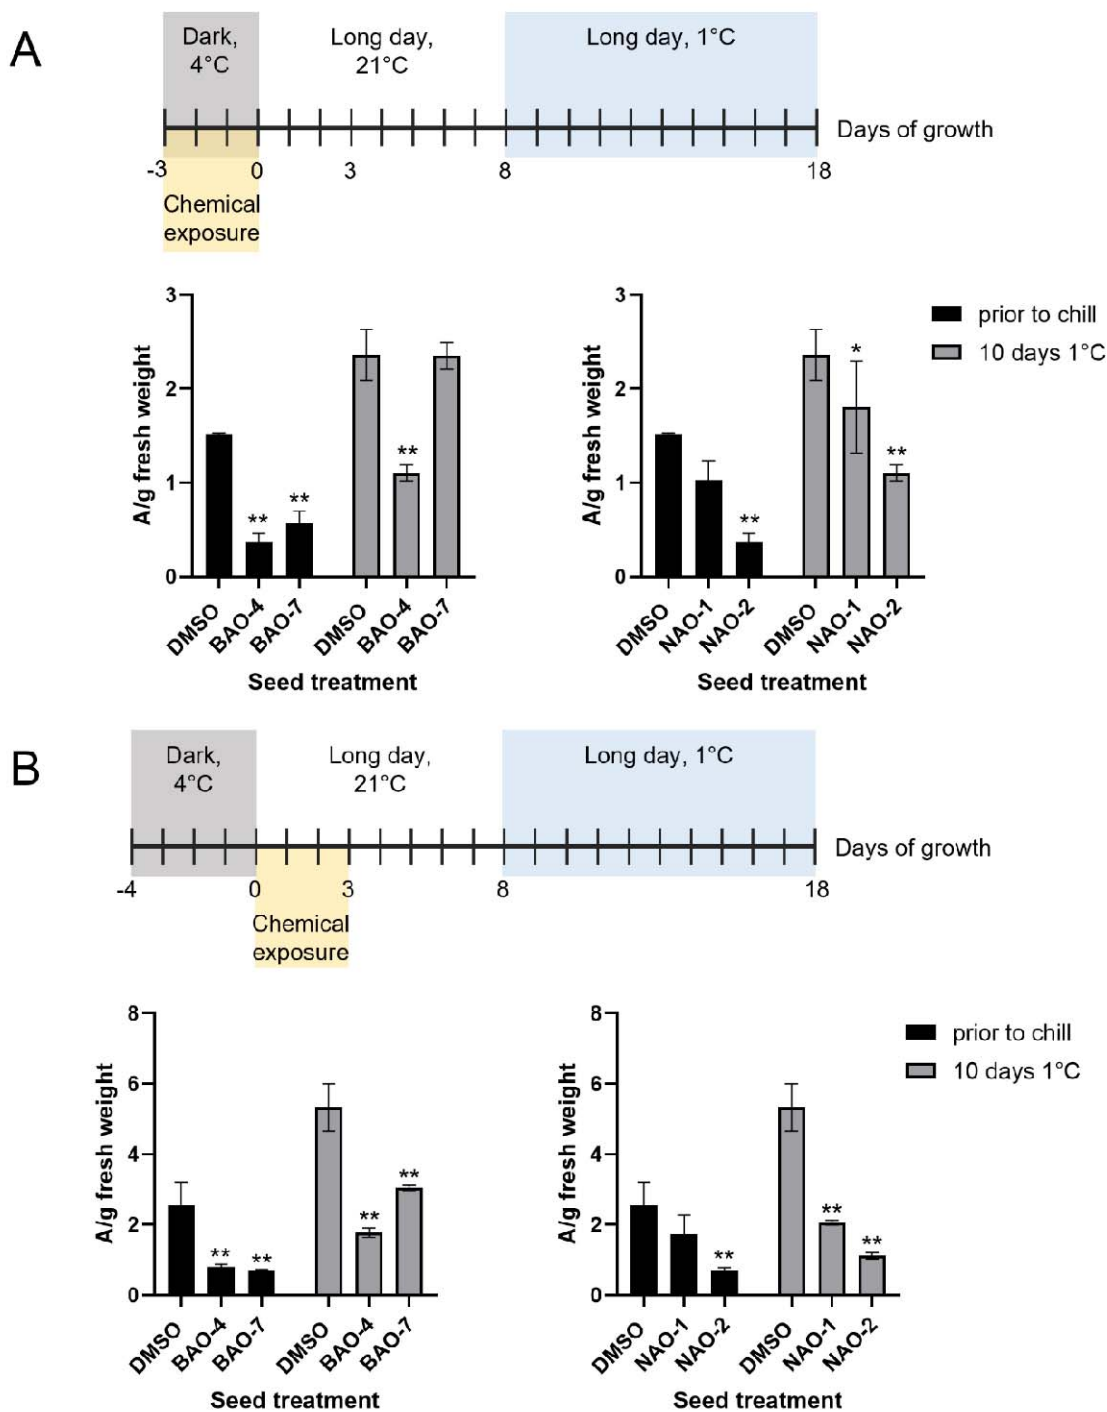 A
Dark,
4°C
Long day,
21°C
Long day, 1°C
Days of growth
-3
0
3
8
18
Chemical
exposure
A/g fresh weight
3
2
1
0
**
**
**
DMSO
BAO-4
BAO-7
DMSO
BAO-4
BAO-7
Seed treatment
A/g fresh weight
3
2
1
0
**
*
**
DMSO
NAO-1
NAO-2
DMSO
NAO-1
NAO-2
Seed treatment
prior to chill
10 days 1°C
B
Dark,
4°C
Long day,
21°C
Long day, 1°C
Days of growth
-4
0
3
8
18
Chemical
exposure
A/g fresh weight
8
6
4
2
0
**
**
**
**
DMSO
BAO-4
BAO-7
DMSO
BAO-4
BAO-7
Seed treatment
A/g fresh weight
8
6
4
2
0
**
**
**
DMSO
NAO-1
NAO-2
DMSO
NAO-1
NAO-2
Seed treatment
prior to chill
10 days 1°C